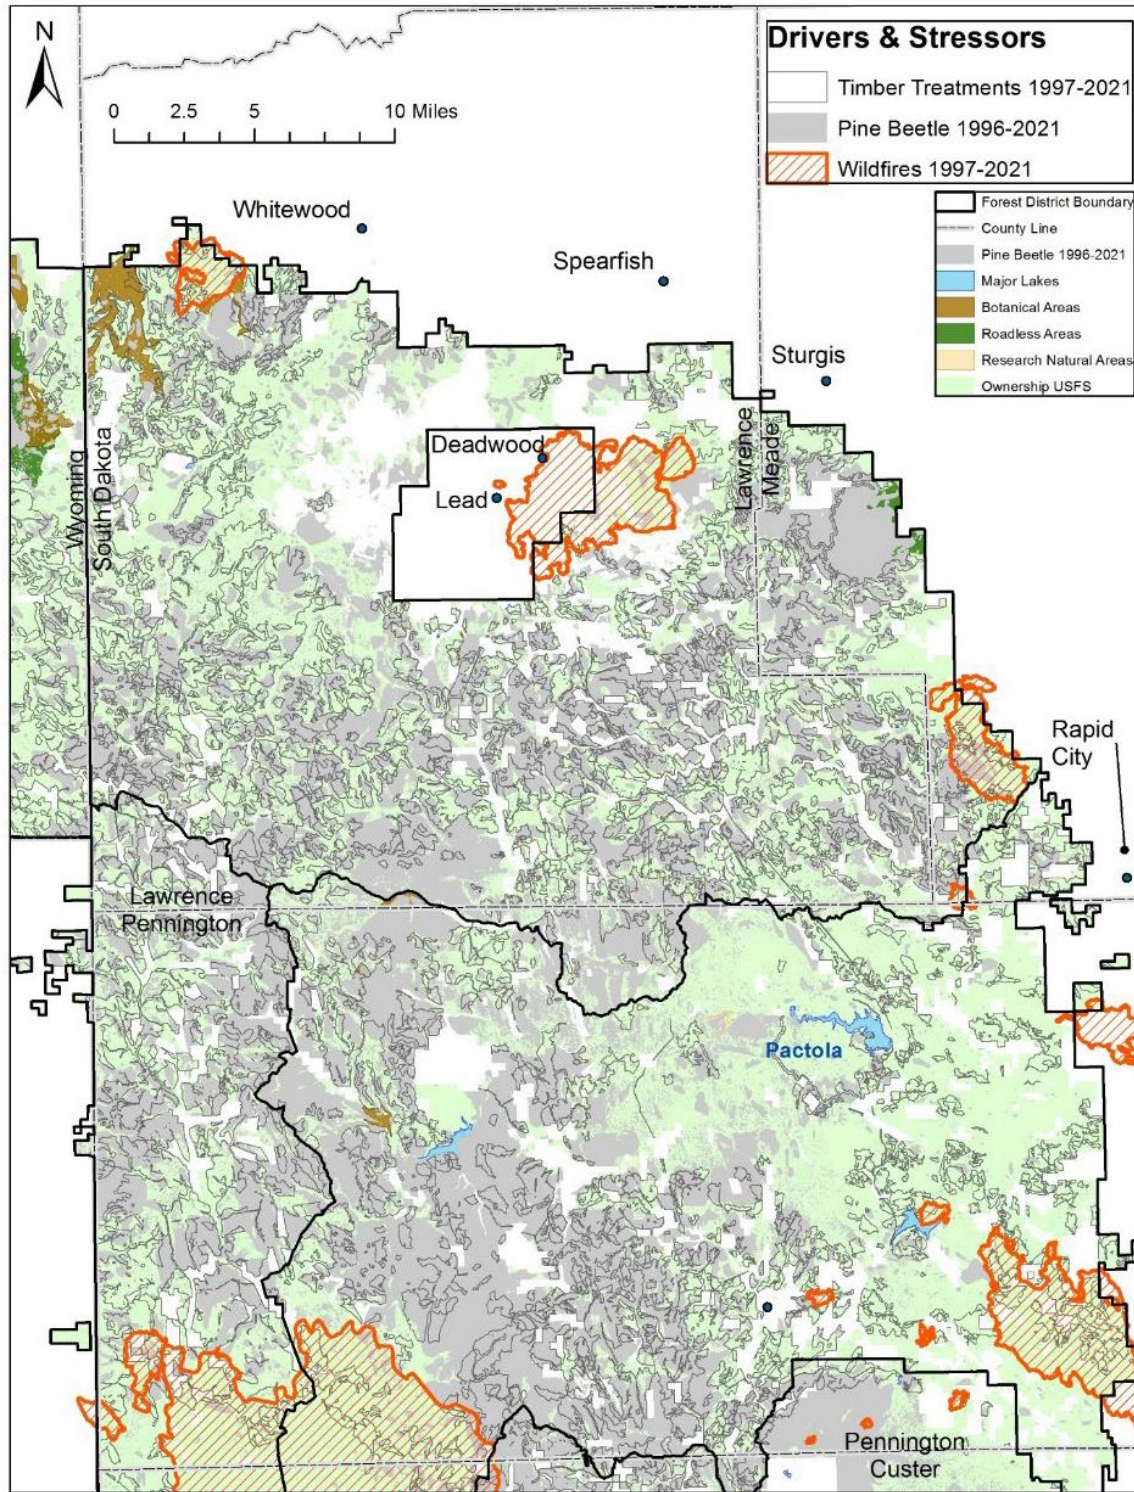 N
0 2.5 5 10 Miles
Drivers & Stressors
Timber Treatments 1997-2021
Pine Beetle 1996-2021
Wildfires 1997-2021
Forest District Boundary
County Line
Pine Beetle 1996-2021
Major Lakes
Botanical Areas
Roadless Areas
Research Natural Areas
Ownership USFS
Whitewood
Spearfish
Sturgis
Deadwood
Lead
Wyoming
South Dakota
Lawrence
Meade
Rapid
City
Lawrence
Pennington
Pactola
Pennington
Custer